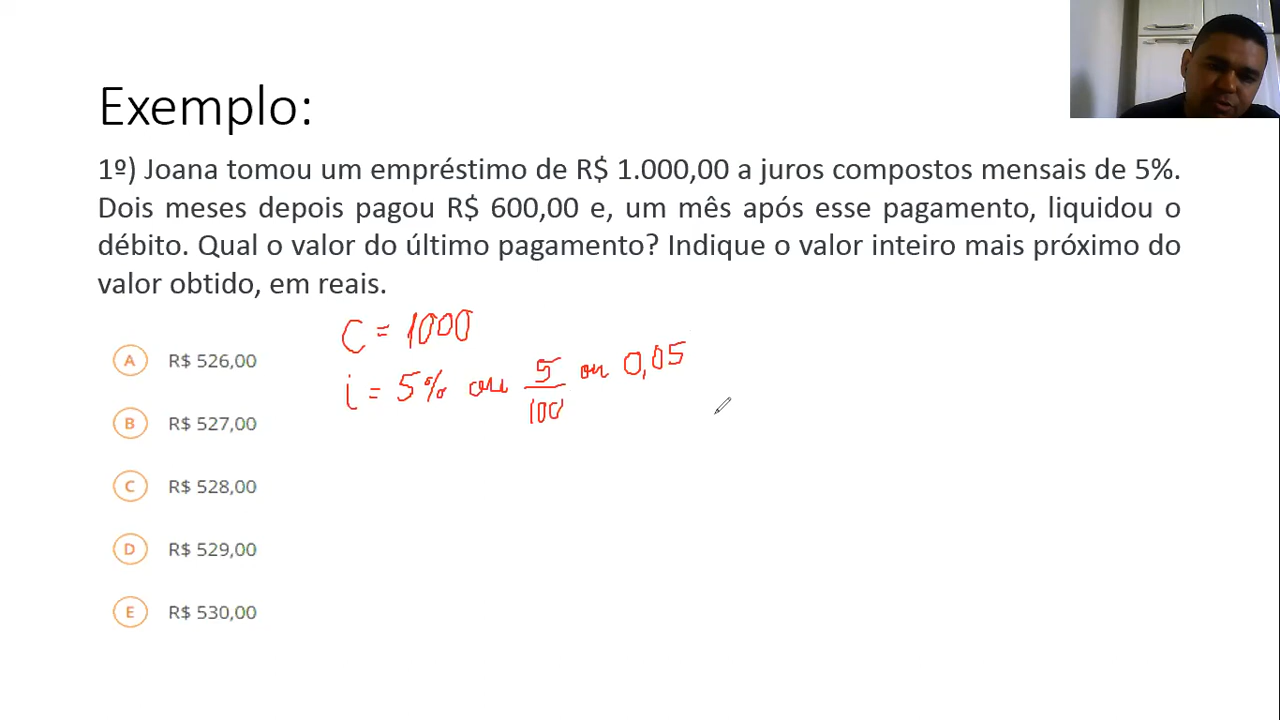 Exemplo:
1º) Joana tomou um empréstimo de R$ 1.000,00 a juros compostos mensais de 5%.
Dois meses depois pagou R$ 600,00 e, um mês após esse pagamento, liquidou o
débito. Qual o valor do último pagamento? Indique o valor inteiro mais próximo do
valor obtido, em reais.
C = 1000
A R$ 526,00
i = 5% ou 5/100 ou 0,05
B R$ 527,00
C R$ 528,00
D R$ 529,00
E R$ 530,00